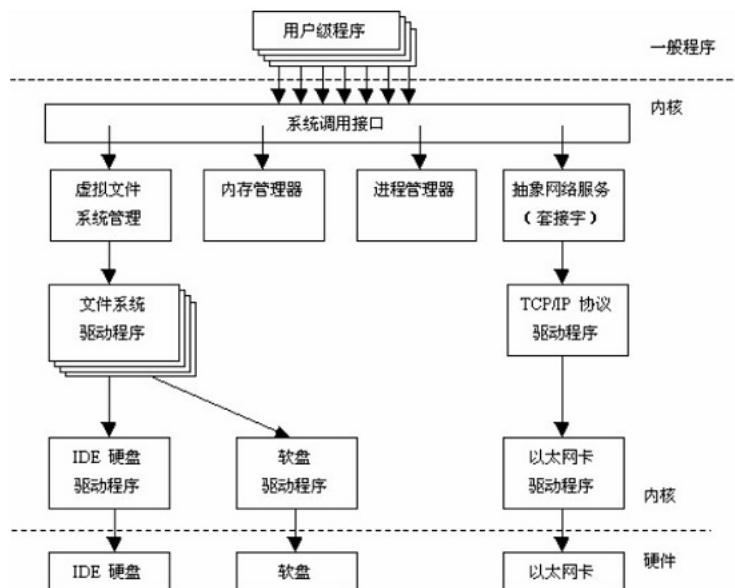 用户级程序
一般程序
内核
系统调用接口
虚拟文件
系统管理
内存管理器
进程管理器
抽象网络服务
（套接字）
文件系统
驱动程序
TCP/IP 协议
驱动程序
IDE 硬盘
驱动程序
软盘
驱动程序
以太网卡
驱动程序
内核
硬件
IDE 硬盘
软盘
以太网卡